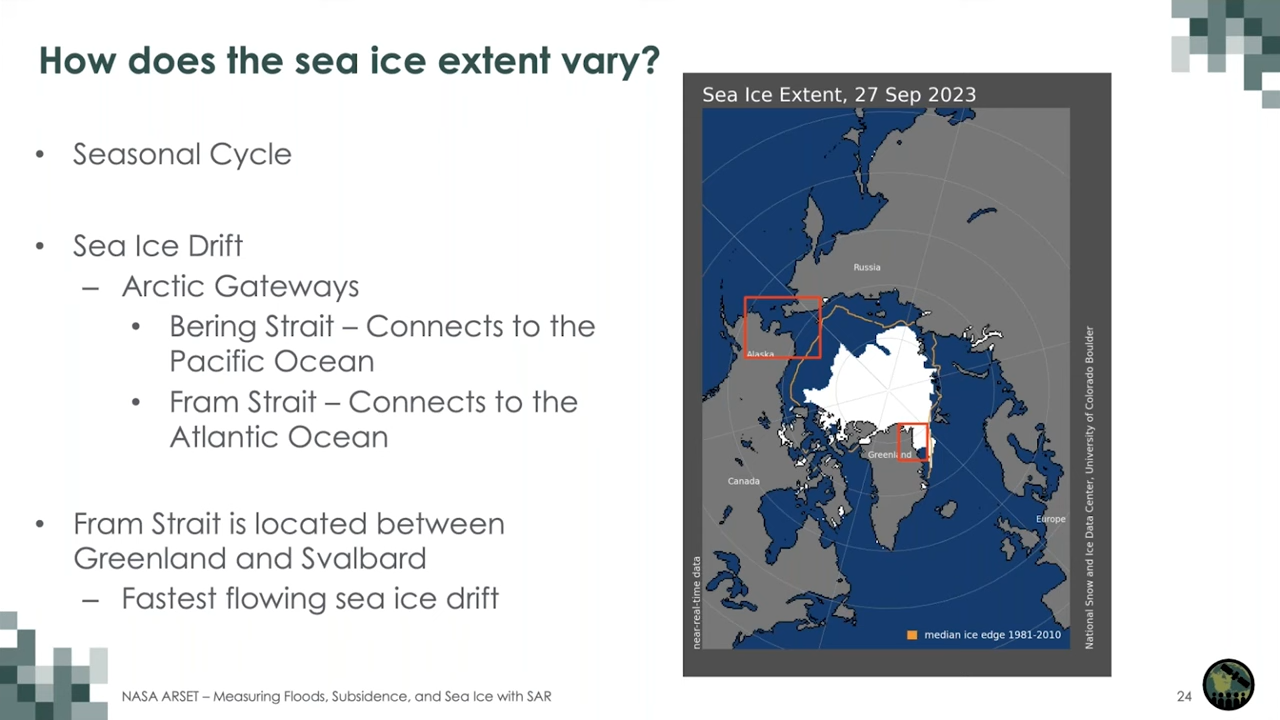 How does the sea ice extent vary?
• Seasonal Cycle
• Sea Ice Drift
– Arctic Gateways
• Bering Strait – Connects to the
Pacific Ocean
• Fram Strait – Connects to the
Atlantic Ocean
• Fram Strait is located between
Greenland and Svalbard
– Fastest flowing sea ice drift
Sea Ice Extent, 27 Sep 2023
Russia
Alaska
Greenland
Canada
Europe
median ice edge 1981-2010
near-real-time data
National Snow and Ice Data Center, University of Colorado Boulder
NASA ARSET – Measuring Floods, Subsidence, and Sea Ice with SAR
24